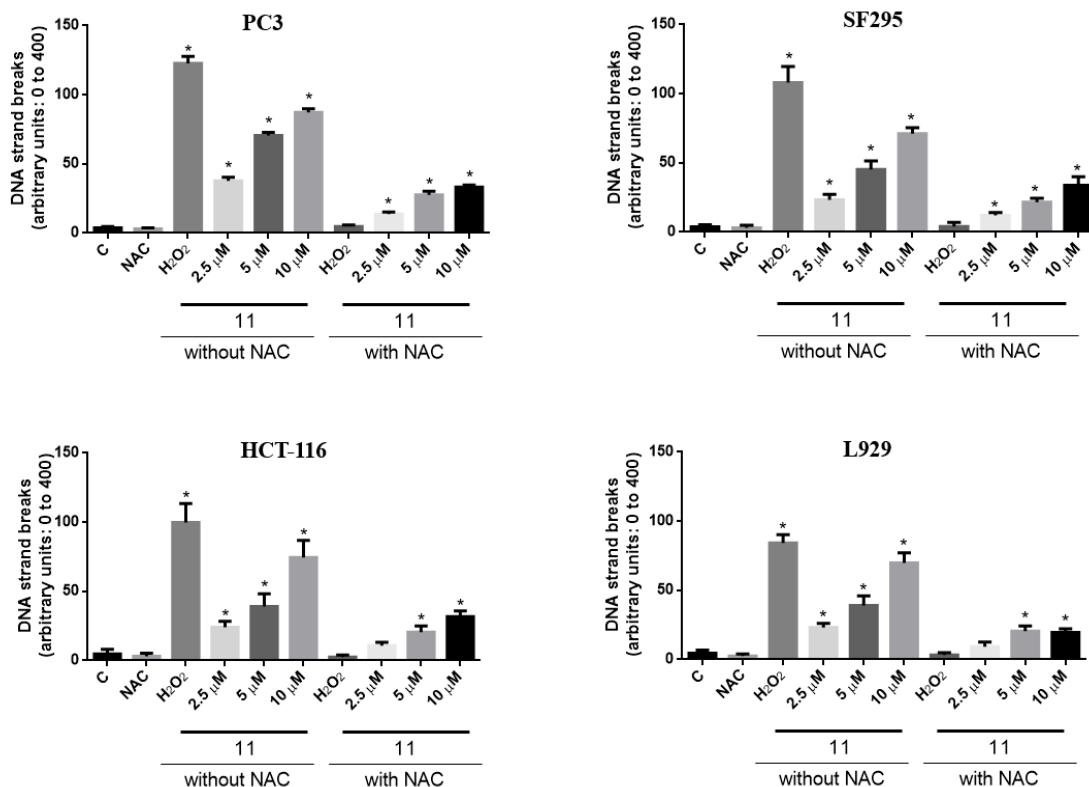 PC3
DNA strand breaks
(arbitrary units: 0 to 400)
150
100
50
0
* * * * * * *
C NAC H₂O₂ 2.5 µM 5 µM 10 µM H₂O₂ 2.5 µM 5 µM 10 µM
11 11
without NAC with NAC
SF295
DNA strand breaks
(arbitrary units: 0 to 400)
150
100
50
0
* * * * * * *
C NAC H₂O₂ 2.5 µM 5 µM 10 µM H₂O₂ 2.5 µM 5 µM 10 µM
11 11
without NAC with NAC
HCT-116
DNA strand breaks
(arbitrary units: 0 to 400)
150
100
50
0
* * * * * *
C NAC H₂O₂ 2.5 µM 5 µM 10 µM H₂O₂ 2.5 µM 5 µM 10 µM
11 11
without NAC with NAC
L929
DNA strand breaks
(arbitrary units: 0 to 400)
150
100
50
0
* * * * * *
C NAC H₂O₂ 2.5 µM 5 µM 10 µM H₂O₂ 2.5 µM 5 µM 10 µM
11 11
without NAC with NAC